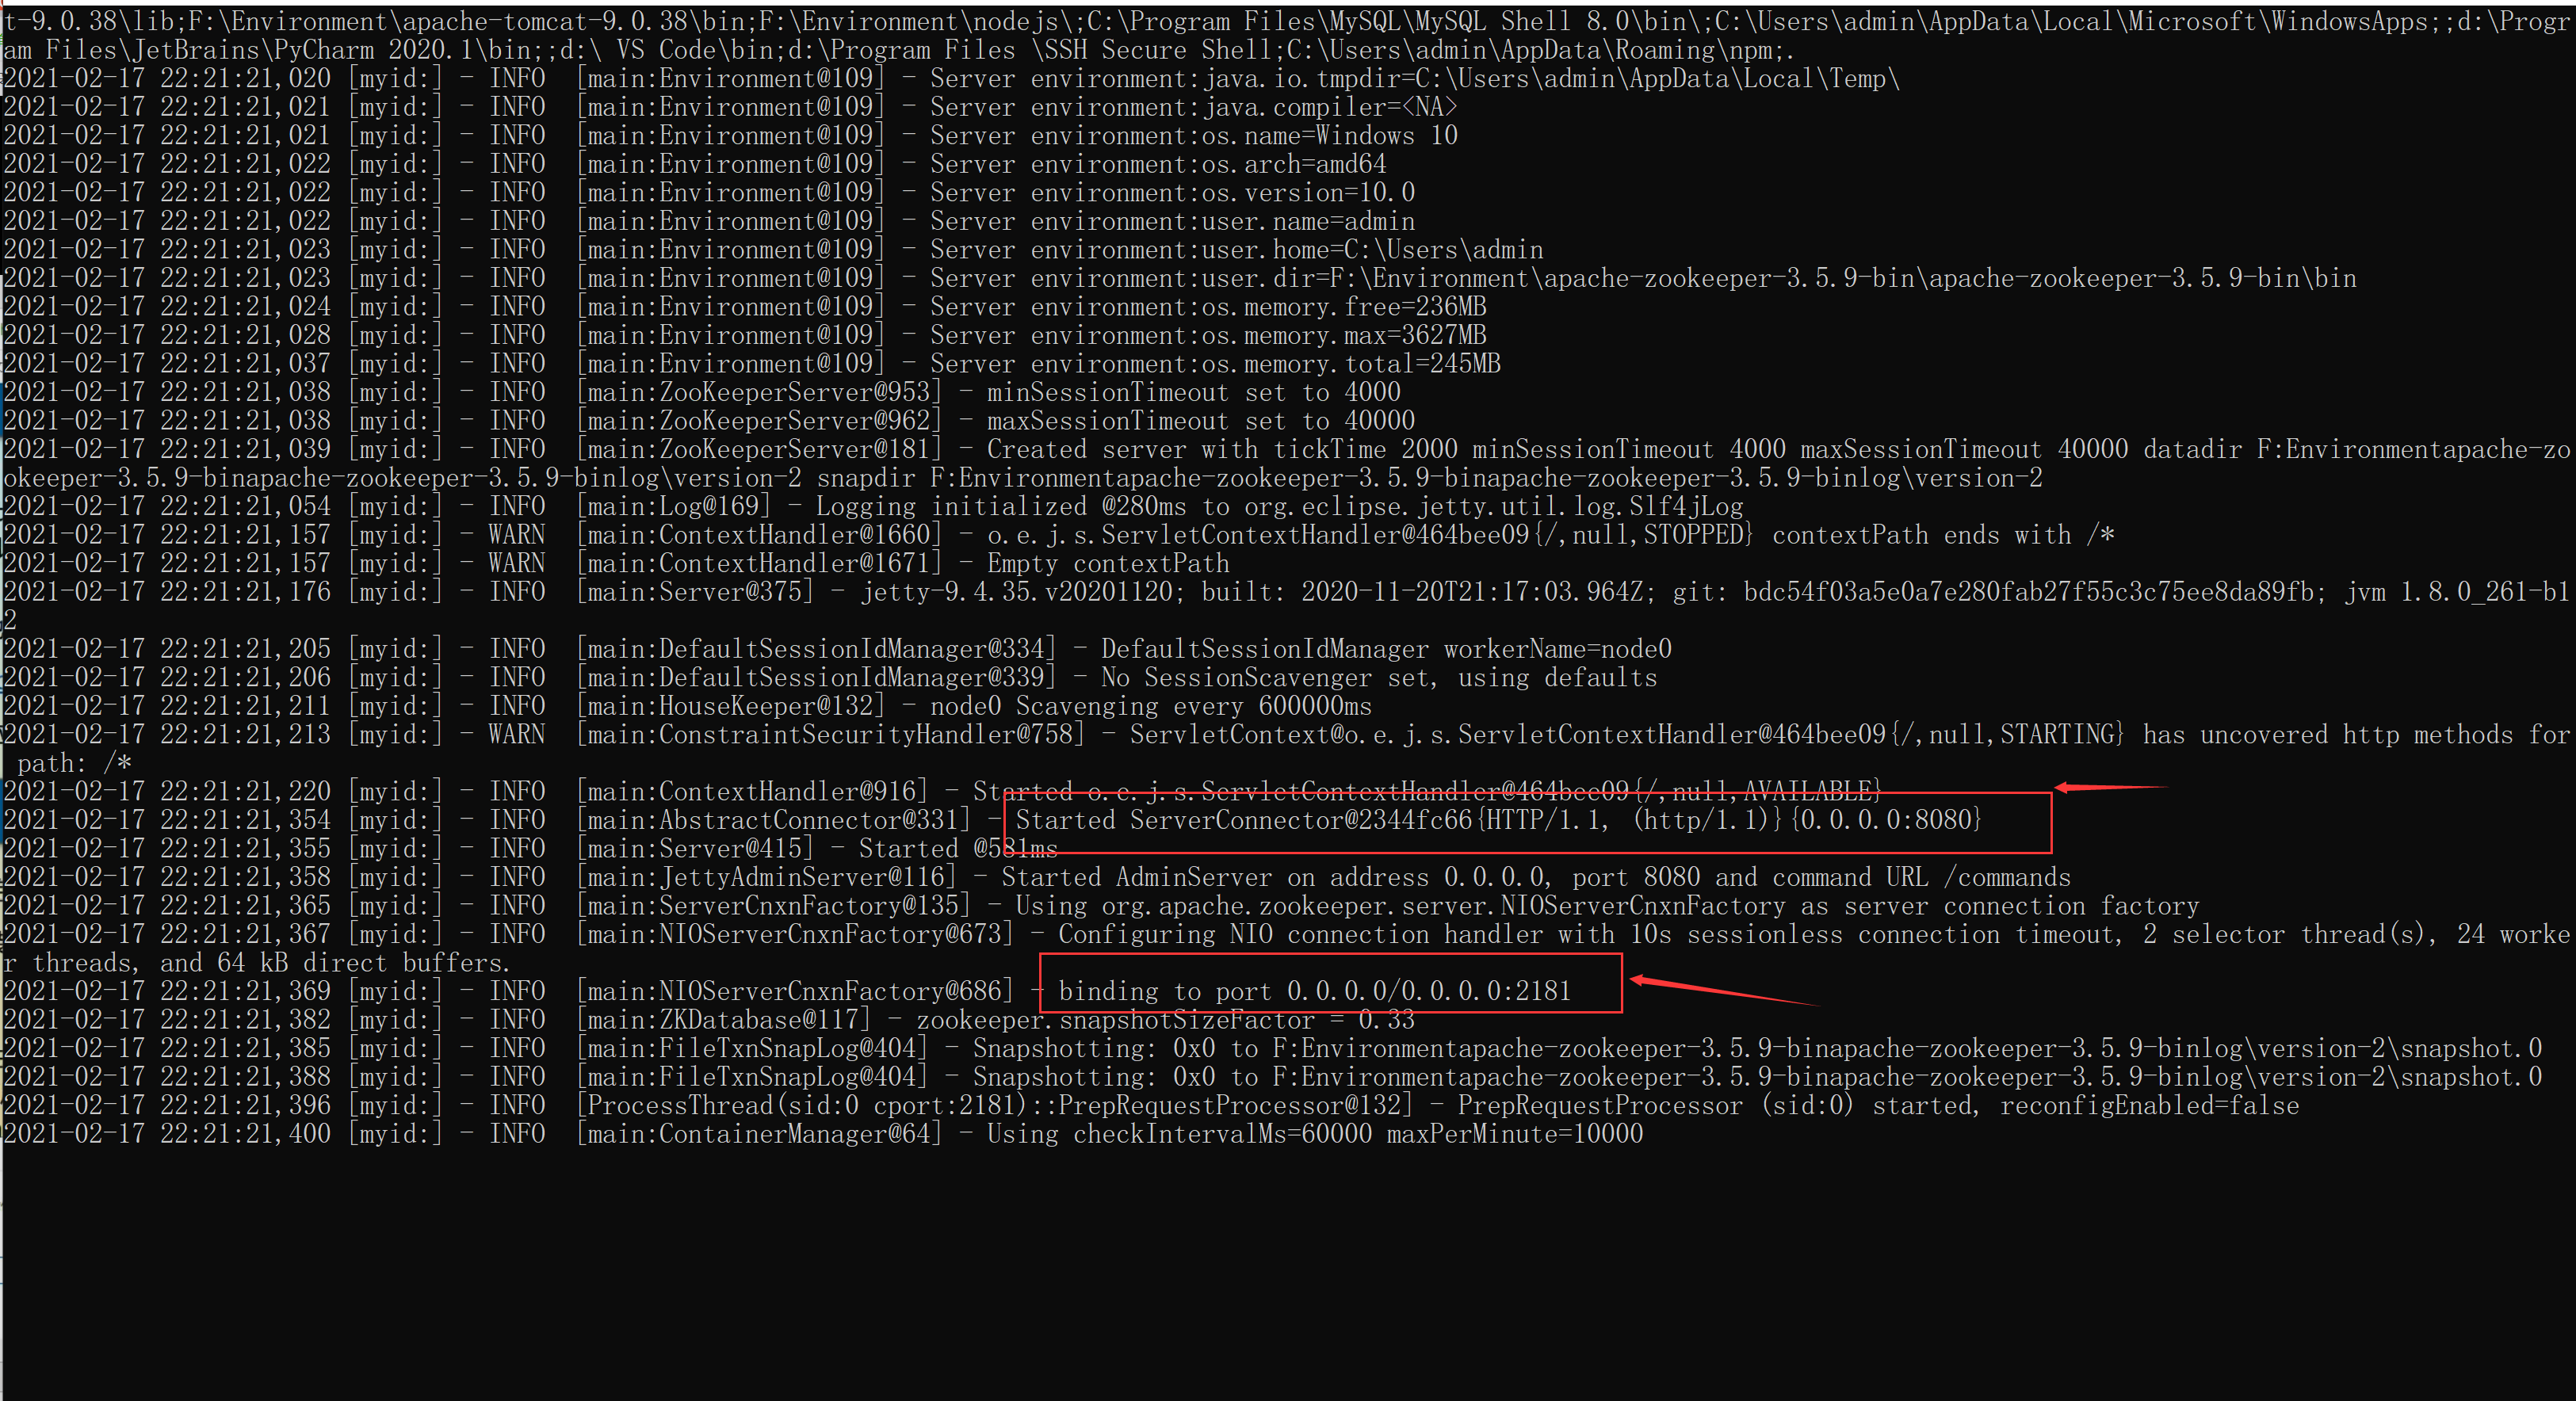 t-9.0.38\lib;F:\Environment\apache-tomcat-9.0.38\bin;F:\Environment\nodejs\;C:\Program Files\MySQL\MySQL Shell 8.0\bin\;C:\Users\admin\AppData\Local\Microsoft\WindowsApps;;d:\Progr
am Files\JetBrains\PyCharm 2020.1\bin;;d:\ VS Code\bin;d:\Program Files \SSH Secure Shell;C:\Users\admin\AppData\Roaming\npm;.
2021-02-17 22:21:21,020 [myid:] - INFO  [main:Environment@109] - Server environment:java.io.tmpdir=C:\Users\admin\AppData\Local\Temp\
2021-02-17 22:21:21,021 [myid:] - INFO  [main:Environment@109] - Server environment:java.compiler=<NA>
2021-02-17 22:21:21,021 [myid:] - INFO  [main:Environment@109] - Server environment:os.name=Windows 10
2021-02-17 22:21:21,022 [myid:] - INFO  [main:Environment@109] - Server environment:os.arch=amd64
2021-02-17 22:21:21,022 [myid:] - INFO  [main:Environment@109] - Server environment:os.version=10.0
2021-02-17 22:21:21,022 [myid:] - INFO  [main:Environment@109] - Server environment:user.name=admin
2021-02-17 22:21:21,023 [myid:] - INFO  [main:Environment@109] - Server environment:user.home=C:\Users\admin
2021-02-17 22:21:21,023 [myid:] - INFO  [main:Environment@109] - Server environment:user.dir=F:\Environment\apache-zookeeper-3.5.9-bin\apache-zookeeper-3.5.9-bin\bin
2021-02-17 22:21:21,024 [myid:] - INFO  [main:Environment@109] - Server environment:os.memory.free=236MB
2021-02-17 22:21:21,028 [myid:] - INFO  [main:Environment@109] - Server environment:os.memory.max=3627MB
2021-02-17 22:21:21,037 [myid:] - INFO  [main:Environment@109] - Server environment:os.memory.total=245MB
2021-02-17 22:21:21,038 [myid:] - INFO  [main:ZooKeeperServer@953] - minSessionTimeout set to 4000
2021-02-17 22:21:21,038 [myid:] - INFO  [main:ZooKeeperServer@962] - maxSessionTimeout set to 40000
2021-02-17 22:21:21,039 [myid:] - INFO  [main:ZooKeeperServer@181] - Created server with tickTime 2000 minSessionTimeout 4000 maxSessionTimeout 40000 datadir F:Environmentapache-zo
okeeper-3.5.9-binapache-zookeeper-3.5.9-binlog\version-2 snapdir F:Environmentapache-zookeeper-3.5.9-binapache-zookeeper-3.5.9-binlog\version-2
2021-02-17 22:21:21,054 [myid:] - INFO  [main:Log@169] - Logging initialized @280ms to org.eclipse.jetty.util.log.Slf4jLog
2021-02-17 22:21:21,157 [myid:] - WARN  [main:ContextHandler@1660] - o.e.j.s.ServletContextHandler@464bee09{/,null,STOPPED} contextPath ends with /*
2021-02-17 22:21:21,157 [myid:] - WARN  [main:ContextHandler@1671] - Empty contextPath
2021-02-17 22:21:21,176 [myid:] - INFO  [main:Server@375] - jetty-9.4.35.v20201120; built: 2020-11-20T21:17:03.964Z; git: bdc54f03a5e0a7e280fab27f55c3c75ee8da89fb; jvm 1.8.0_261-b1
2
2021-02-17 22:21:21,205 [myid:] - INFO  [main:DefaultSessionIdManager@334] - DefaultSessionIdManager workerName=node0
2021-02-17 22:21:21,206 [myid:] - INFO  [main:DefaultSessionIdManager@339] - No SessionScavenger set, using defaults
2021-02-17 22:21:21,211 [myid:] - INFO  [main:HouseKeeper@132] - node0 Scavenging every 600000ms
2021-02-17 22:21:21,213 [myid:] - WARN  [main:ConstraintSecurityHandler@758] - ServletContext@o.e.j.s.ServletContextHandler@464bee09{/,null,STARTING} has uncovered http methods for
 path: /*
2021-02-17 22:21:21,220 [myid:] - INFO  [main:ContextHandler@916] - Started o.e.j.s.ServletContextHandler@464bee09{/,null,AVAILABLE}
2021-02-17 22:21:21,354 [myid:] - INFO  [main:AbstractConnector@331] - Started ServerConnector@2344fc66{HTTP/1.1, (http/1.1)}{0.0.0.0:8080}
2021-02-17 22:21:21,355 [myid:] - INFO  [main:Server@415] - Started @581ms
2021-02-17 22:21:21,358 [myid:] - INFO  [main:JettyAdminServer@116] - Started AdminServer on address 0.0.0.0, port 8080 and command URL /commands
2021-02-17 22:21:21,365 [myid:] - INFO  [main:ServerCnxnFactory@135] - Using org.apache.zookeeper.server.NIOServerCnxnFactory as server connection factory
2021-02-17 22:21:21,367 [myid:] - INFO  [main:NIOServerCnxnFactory@673] - Configuring NIO connection handler with 10s sessionless connection timeout, 2 selector thread(s), 24 worke
r threads, and 64 kB direct buffers.
2021-02-17 22:21:21,369 [myid:] - INFO  [main:NIOServerCnxnFactory@686] - binding to port 0.0.0.0/0.0.0.0:2181
2021-02-17 22:21:21,382 [myid:] - INFO  [main:ZKDatabase@117] - zookeeper.snapshotSizeFactor = 0.33
2021-02-17 22:21:21,385 [myid:] - INFO  [main:FileTxnSnapLog@404] - Snapshotting: 0x0 to F:Environmentapache-zookeeper-3.5.9-binapache-zookeeper-3.5.9-binlog\version-2\snapshot.0
2021-02-17 22:21:21,388 [myid:] - INFO  [main:FileTxnSnapLog@404] - Snapshotting: 0x0 to F:Environmentapache-zookeeper-3.5.9-binapache-zookeeper-3.5.9-binlog\version-2\snapshot.0
2021-02-17 22:21:21,396 [myid:] - INFO  [ProcessThread(sid:0 cport:2181)::PrepRequestProcessor@132] - PrepRequestProcessor (sid:0) started, reconfigEnabled=false
2021-02-17 22:21:21,400 [myid:] - INFO  [main:ContainerManager@64] - Using checkIntervalMs=60000 maxPerMinute=10000